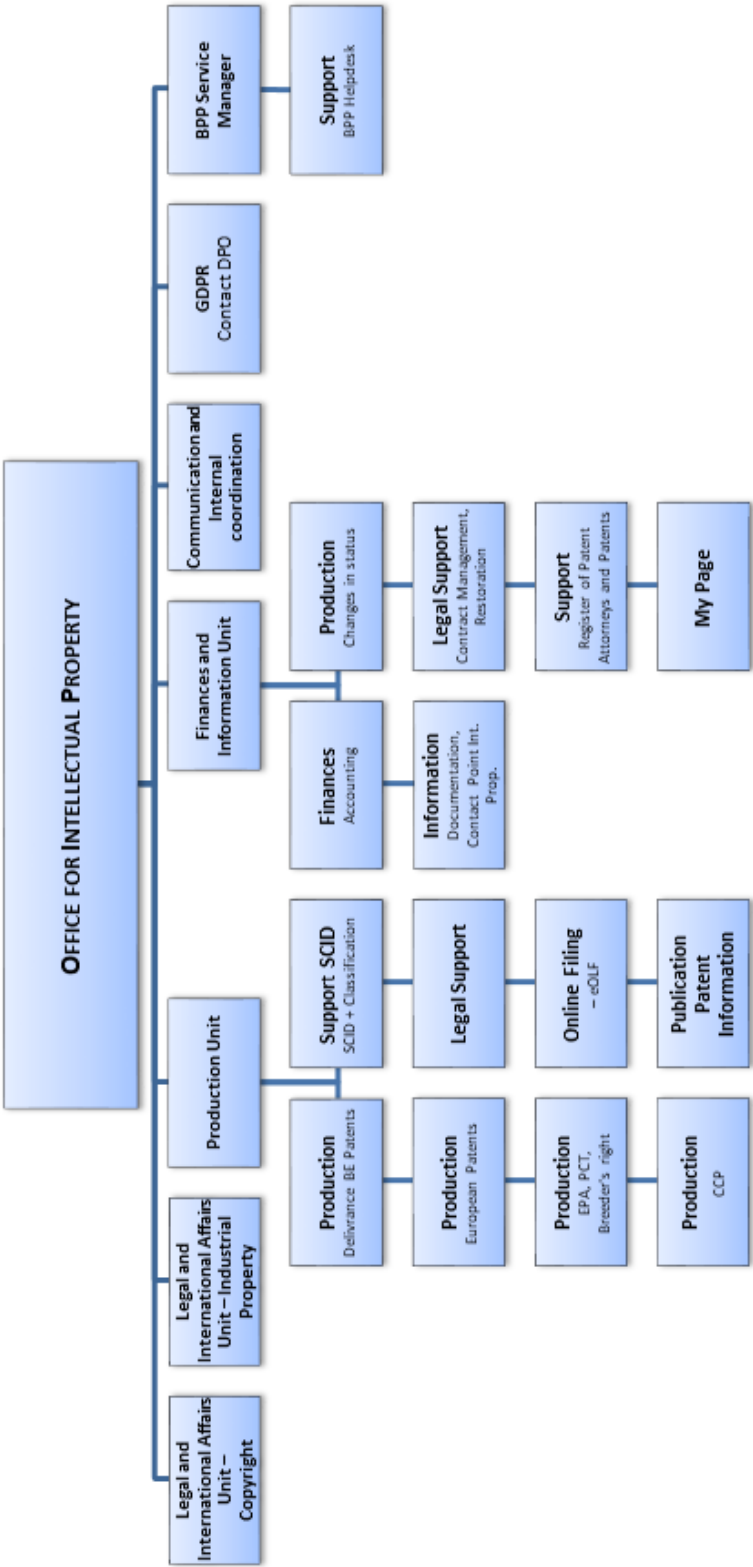 OFFICE FOR INTELLECTUAL PROPERTY
Legal and
International Affairs
Unit –
Copyright
Legal and
International Affairs
Unit – Industrial
Property
Production Unit
Finances and
Information Unit
Communication and
Internal
coordination
GDPR
Contact DPO
BPP Service
Manager
Production
Delivrance BE Patents
Production
European Patents
Production
EPA, PCT,
Breeder's right
Production
CCP
Support SCID
SCID + Classification
Legal Support
Online Filing
– eOLF
Publication
Patent
Information
Finances
Accounting
Information
Documentation,
Contact Point Int.
Prop.
Production
Changes in status
Legal Support
Contract Management,
Restoration
Support
Register of Patent
Attorneys and Patents
My Page
Support
BPP Helpdesk